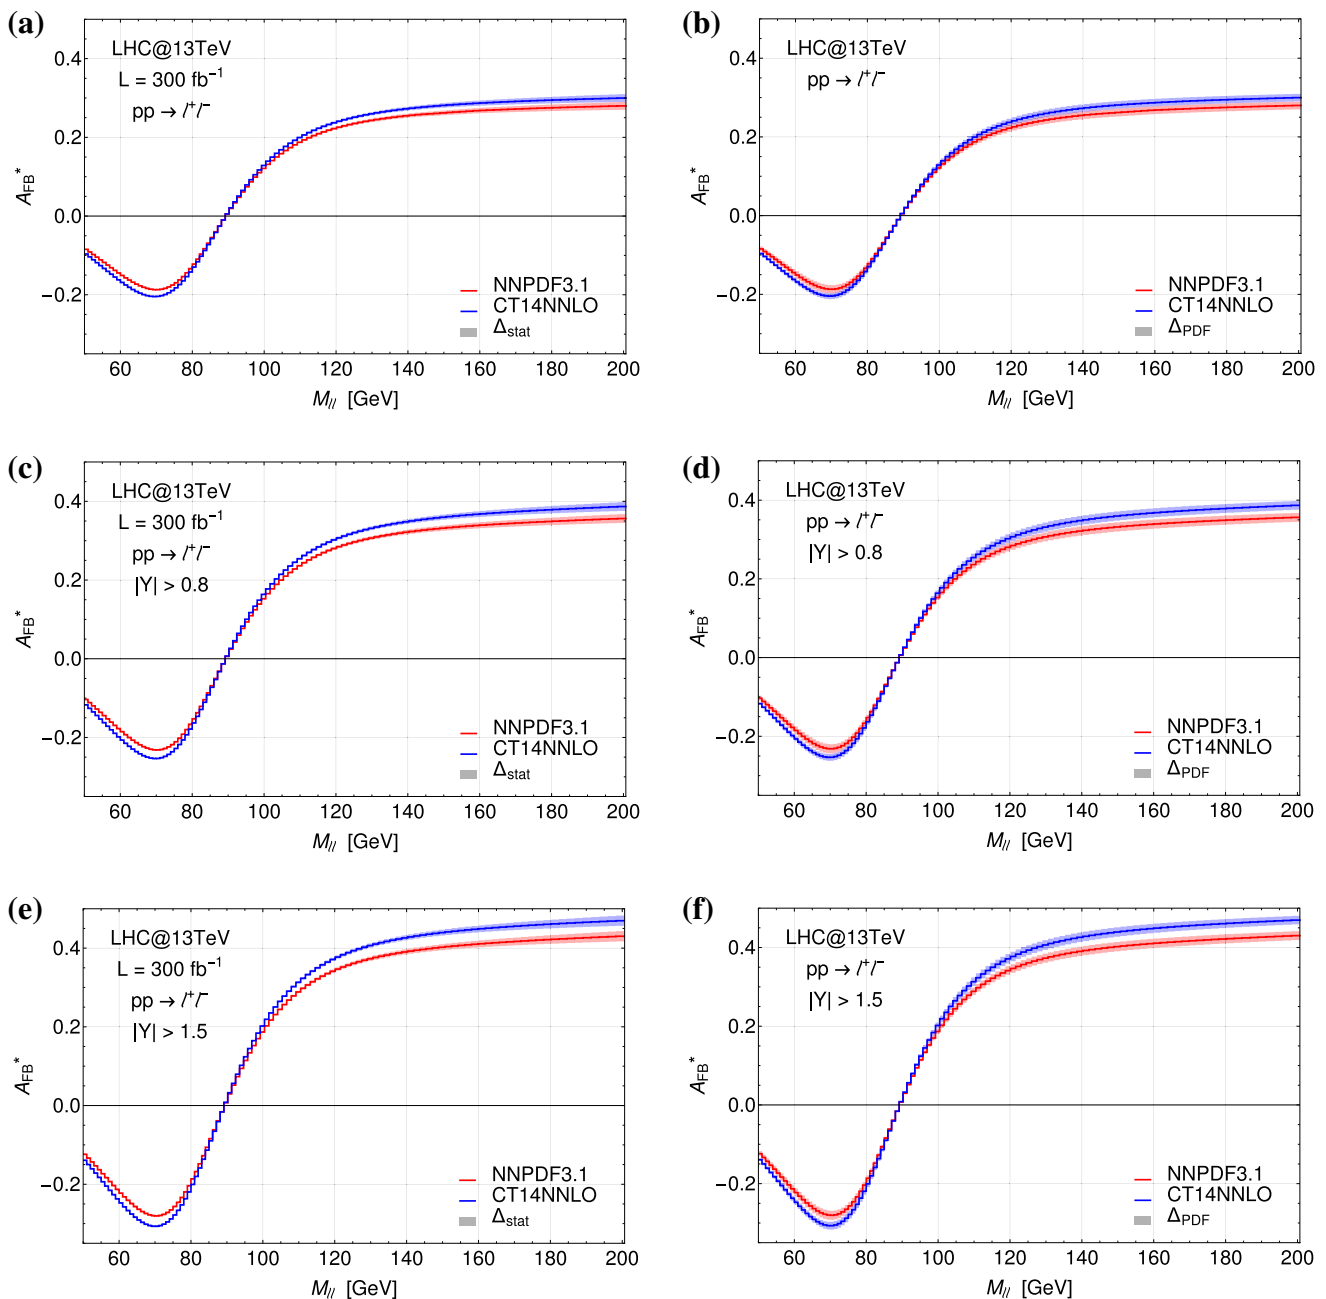 (a)
LHC@13TeV
L = 300 fb⁻¹
pp → l⁺l⁻
0.4
0.2
0.0
−0.2
A_FB*
NNPDF3.1
CT14NNLO
Δ_stat
60 80 100 120 140 160 180 200
M_ll [GeV]
(b)
LHC@13TeV
pp → l⁺l⁻
0.4
0.2
0.0
−0.2
A_FB*
NNPDF3.1
CT14NNLO
Δ_PDF
60 80 100 120 140 160 180 200
M_ll [GeV]
(c)
LHC@13TeV
L = 300 fb⁻¹
pp → l⁺l⁻
|Y| > 0.8
0.4
0.2
0.0
−0.2
A_FB*
NNPDF3.1
CT14NNLO
Δ_stat
60 80 100 120 140 160 180 200
M_ll [GeV]
(d)
LHC@13TeV
pp → l⁺l⁻
|Y| > 0.8
0.4
0.2
0.0
−0.2
A_FB*
NNPDF3.1
CT14NNLO
Δ_PDF
60 80 100 120 140 160 180 200
M_ll [GeV]
(e)
LHC@13TeV
L = 300 fb⁻¹
pp → l⁺l⁻
|Y| > 1.5
0.4
0.2
0.0
−0.2
A_FB*
NNPDF3.1
CT14NNLO
Δ_stat
60 80 100 120 140 160 180 200
M_ll [GeV]
(f)
LHC@13TeV
pp → l⁺l⁻
|Y| > 1.5
0.4
0.2
0.0
−0.2
A_FB*
NNPDF3.1
CT14NNLO
Δ_PDF
60 80 100 120 140 160 180 200
M_ll [GeV]